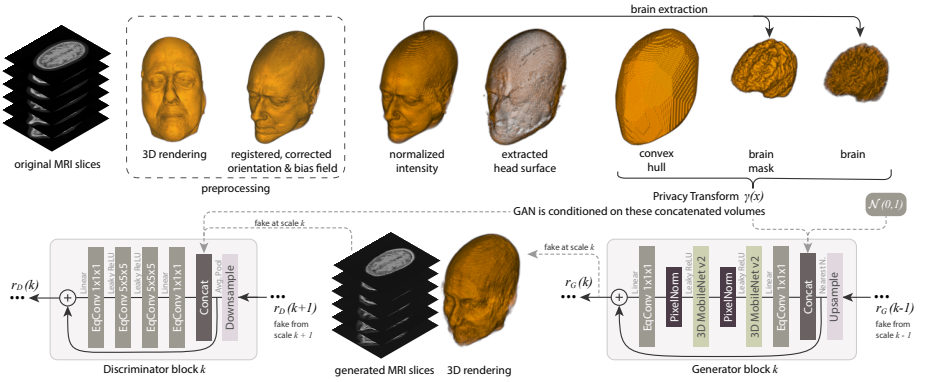 brain extraction
original MRI slices
3D rendering
registered, corrected
orientation & bias field
preprocessing
normalized
intensity
extracted
head surface
convex
hull
brain
mask
brain
Privacy Transform γ(x)
GAN is conditioned on these concatenated volumes
𝒩(0,1)
fake at scale k
r_D(k)
EqConv 1x1x1
Linear
EqConv 5x5x5
Leaky ReLU
EqConv 5x5x5
Leaky ReLU
EqConv 1x1x1
Linear
Concat
Avg. Pool
Downsample
r_D(k+1)
fake from
scale k + 1
Discriminator block k
generated MRI slices
3D rendering
fake at scale k
r_G(k)
Linear
EqConv 1x1x1
PixelNorm
Leaky ReLU
3D MobileNet v2
PixelNorm
Leaky ReLU
3D MobileNet v2
Linear
EqConv 1x1x1
Concat
Nearest N.
Upsample
r_G(k-1)
fake from
scale k - 1
Generator block k